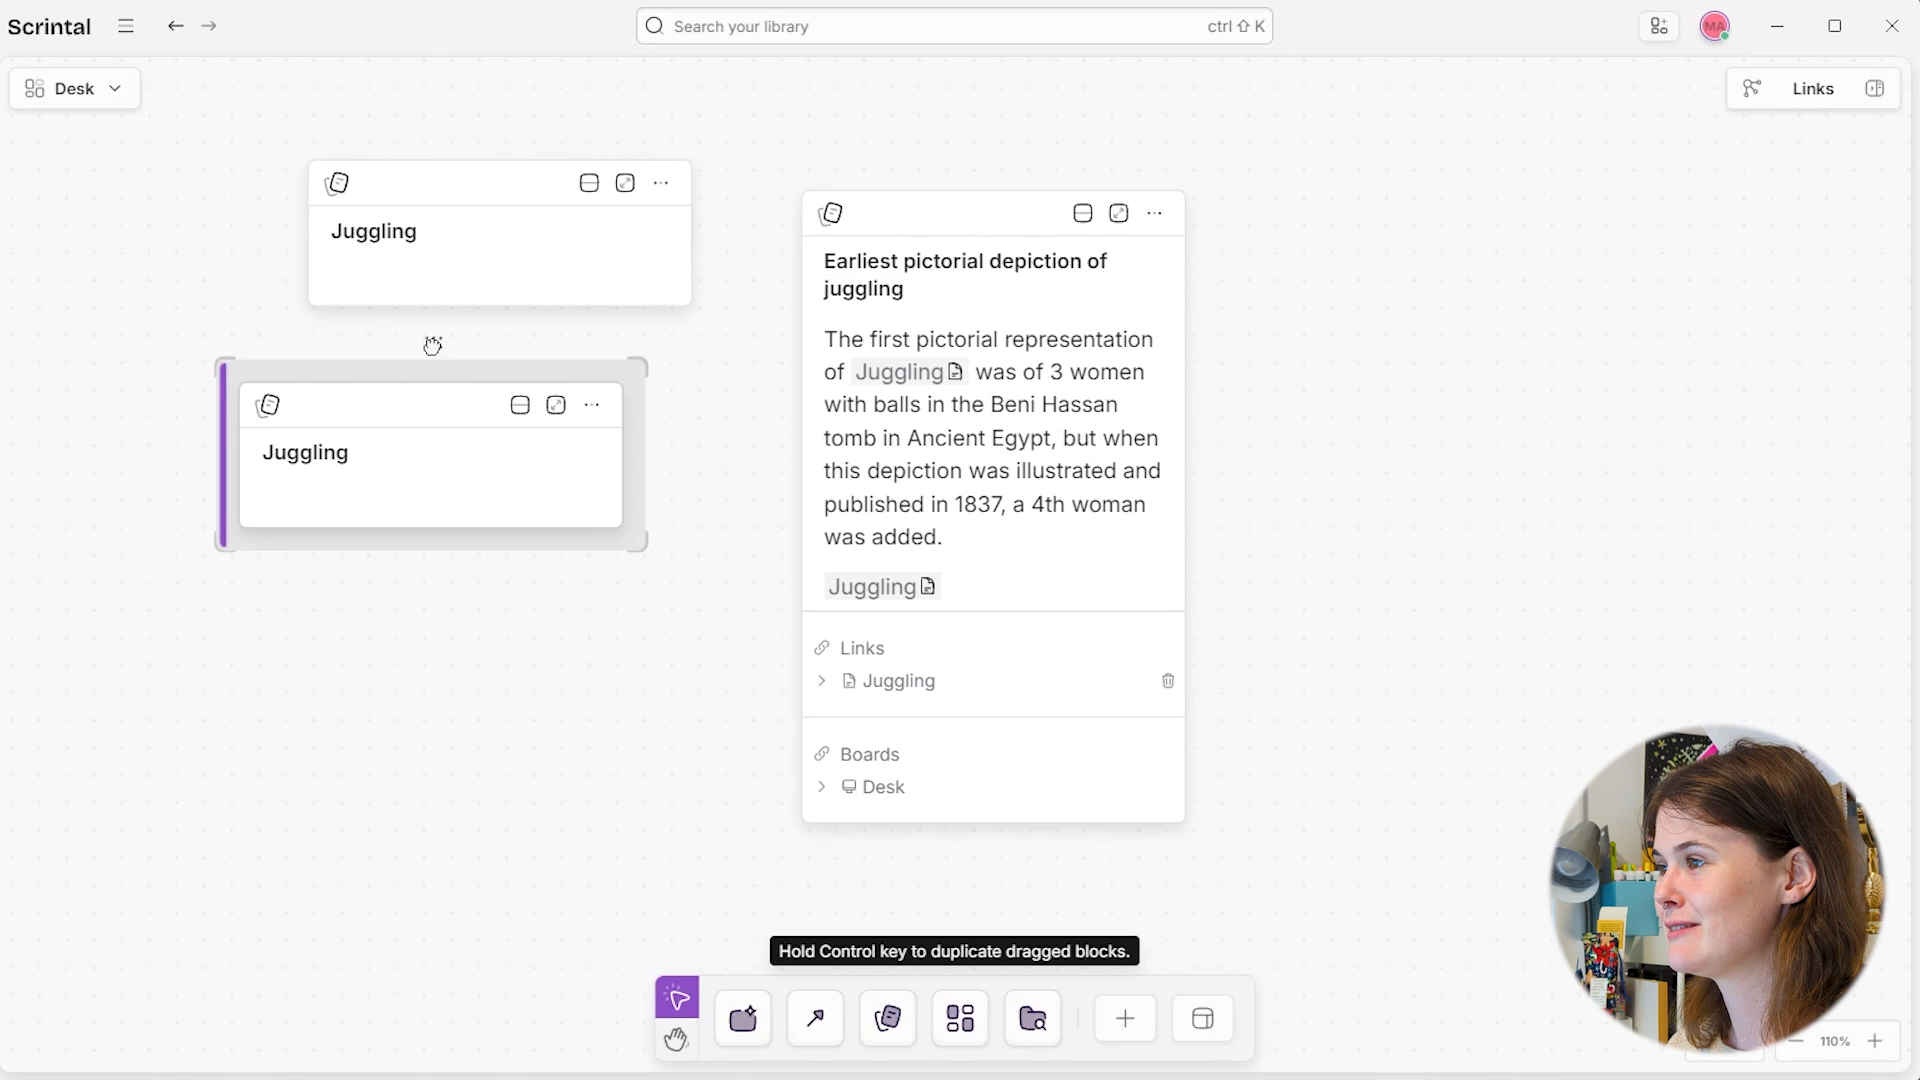 Scrintal
Search your library
ctrl ⇧ K
MA
Desk
Links
Juggling
Juggling
Earliest pictorial depiction of
juggling
The first pictorial representation
of Juggling was of 3 women
with balls in the Beni Hassan
tomb in Ancient Egypt, but when
this depiction was illustrated and
published in 1837, a 4th woman
was added.
Juggling
Links
Juggling
Boards
Desk
Hold Control key to duplicate dragged blocks.
110%